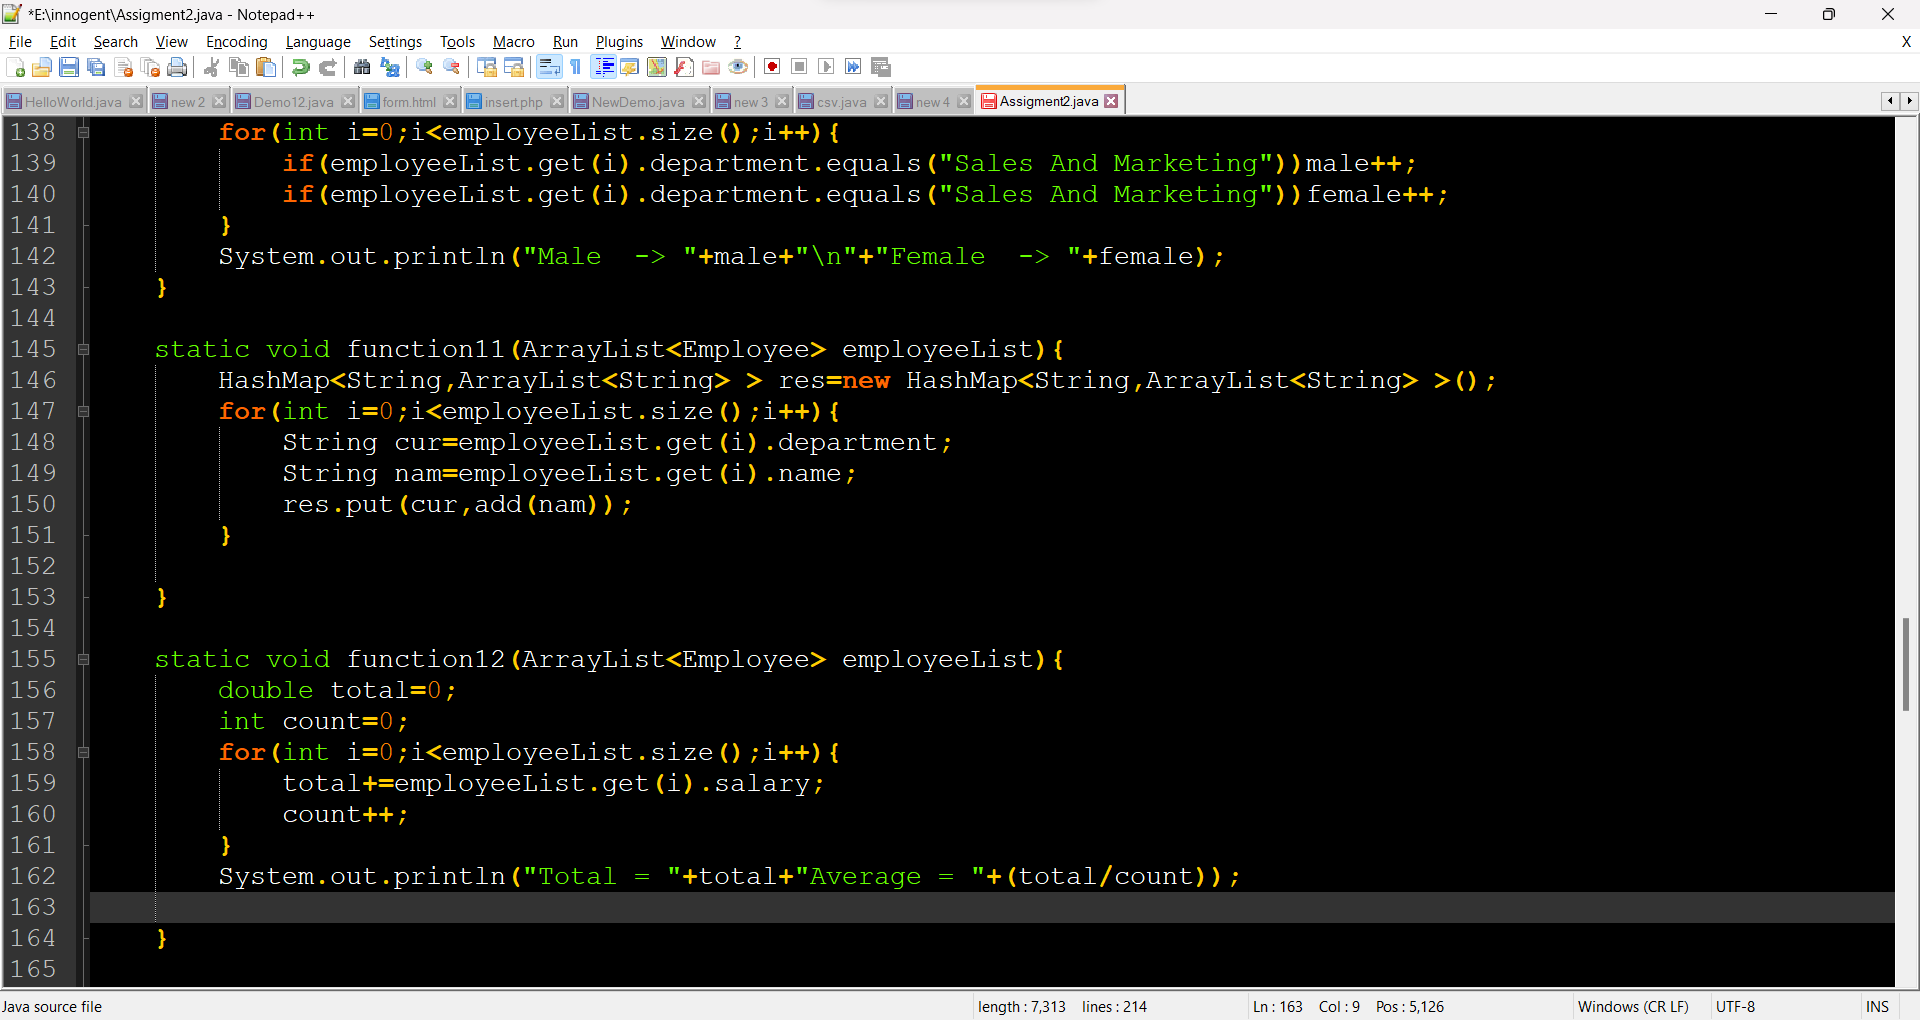 *E:\innogent\Assigment2.java - Notepad++
File Edit Search View Encoding Language Settings Tools Macro Run Plugins Window ? X
HelloWorld.java new 2 Demo12.java form.html insert.php NewDemo.java new 3 csv.java new 4 Assigment2.java
138 for(int i=0;i<employeeList.size();i++){
139 if(employeeList.get(i).department.equals("Sales And Marketing"))male++;
140 if(employeeList.get(i).department.equals("Sales And Marketing"))female++;
141 }
142 System.out.println("Male  -> "+male+"\n"+"Female  -> "+female);
143 }
144
145 static void function11(ArrayList<Employee> employeeList){
146 HashMap<String,ArrayList<String> > res=new HashMap<String,ArrayList<String> >();
147 for(int i=0;i<employeeList.size();i++){
148 String cur=employeeList.get(i).department;
149 String nam=employeeList.get(i).name;
150 res.put(cur,add(nam));
151 }
152
153 }
154
155 static void function12(ArrayList<Employee> employeeList){
156 double total=0;
157 int count=0;
158 for(int i=0;i<employeeList.size();i++){
159 total+=employeeList.get(i).salary;
160 count++;
161 }
162 System.out.println("Total = "+total+"Average = "+(total/count));
163
164 }
165
Java source file length : 7,313 lines : 214 Ln : 163 Col : 9 Pos : 5,126 Windows (CR LF) UTF-8 INS